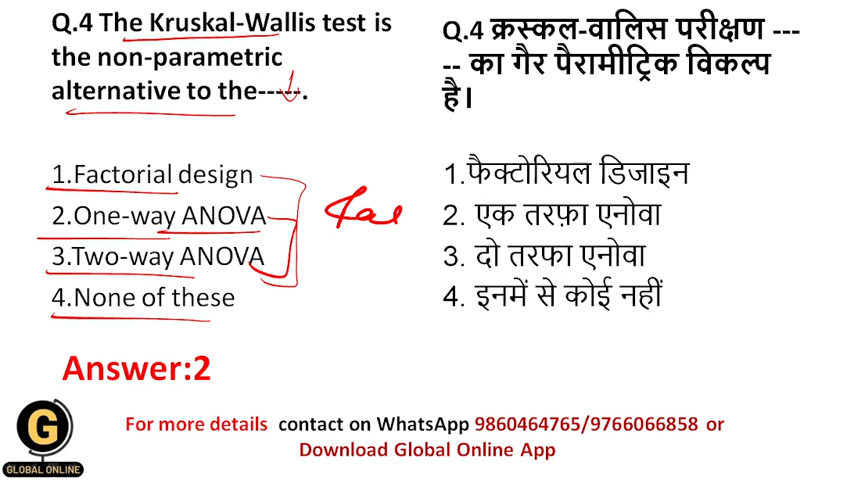 Q.4 The Kruskal-Wallis test is
the non-parametric
alternative to the-----.
1.Factorial design
2.One-way ANOVA
3.Two-way ANOVA
4.None of these
Answer:2
Q.4 क्रस्कल-वालिस परीक्षण ---
-- का गैर पैरामीट्रिक विकल्प
है।
1.फैक्टोरियल डिजाइन
2. एक तरफ़ा एनोवा
3. दो तरफा एनोवा
4. इनमें से कोई नहीं
G
GLOBAL ONLINE
For more details contact on WhatsApp 9860464765/9766066858 or
Download Global Online App